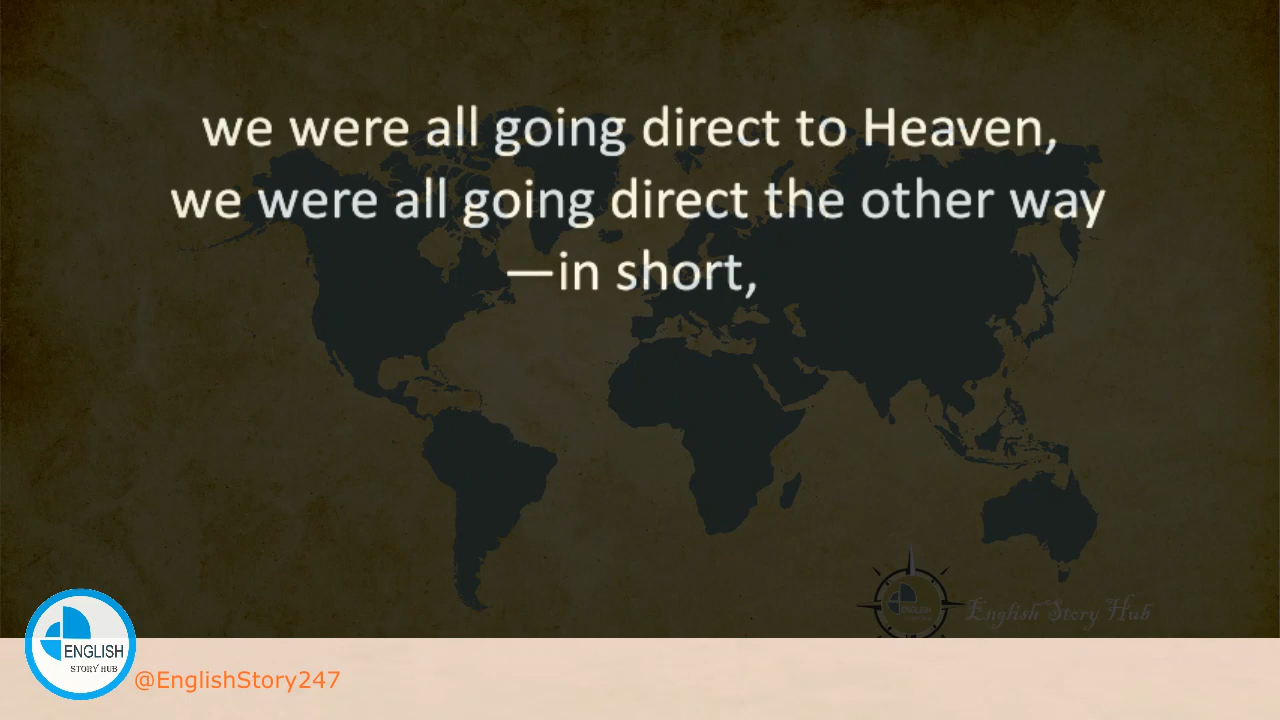 we were all going direct to Heaven,
we were all going direct the other way
—in short,
English Story Hub
ENGLISH
STORY HUB
@EnglishStory247